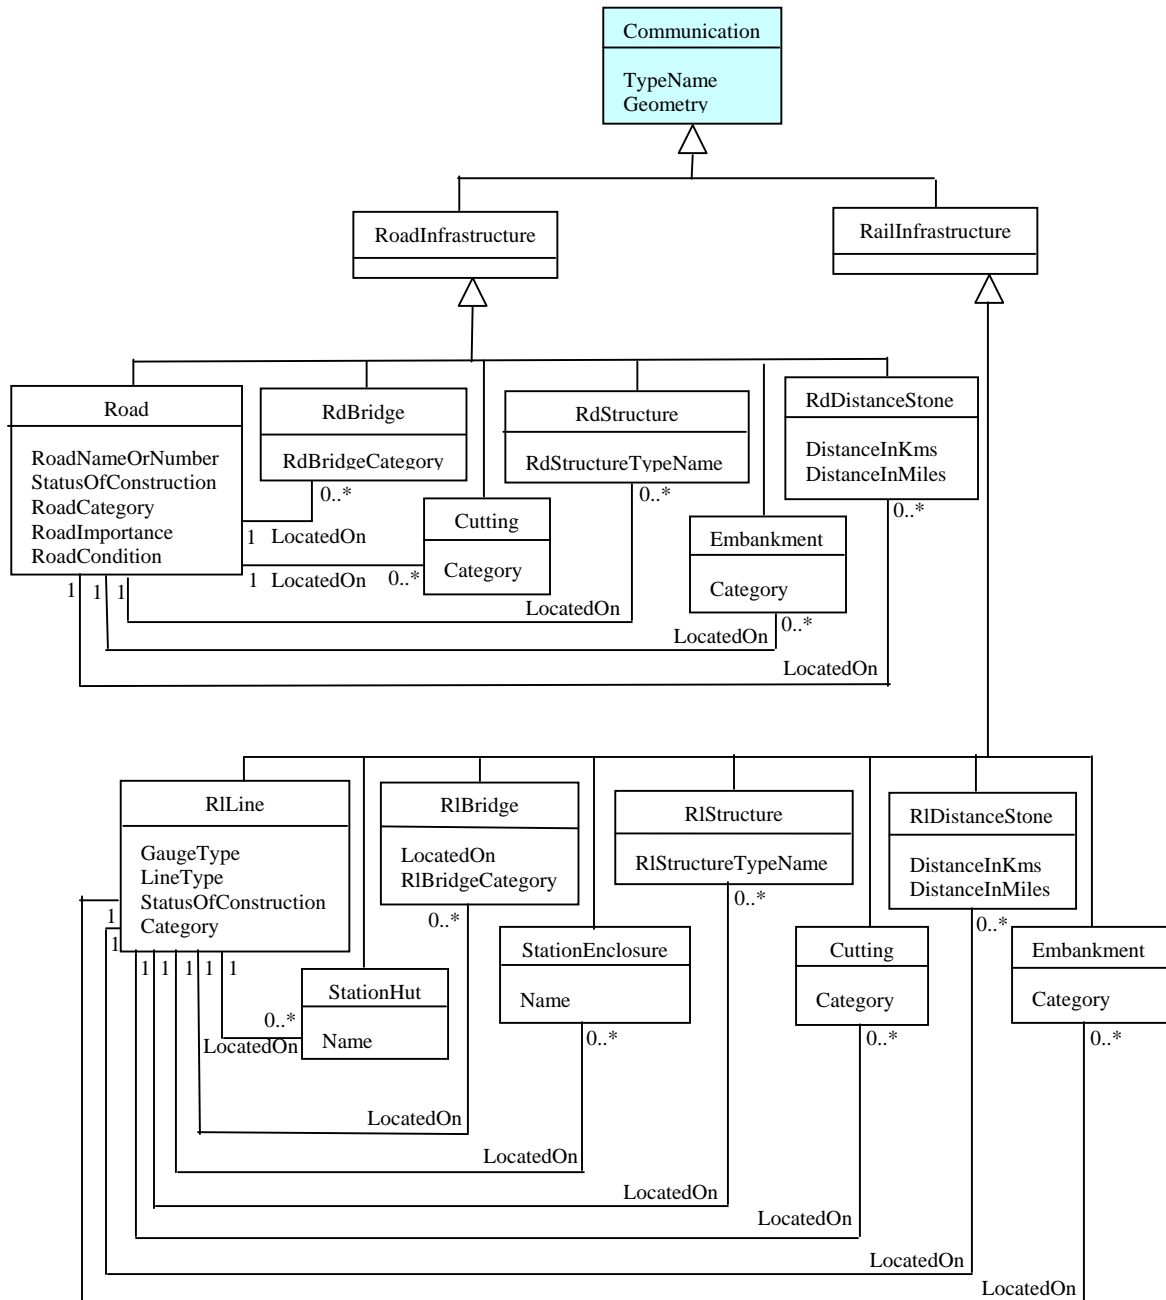 Communication
TypeName
Geometry
RoadInfrastructure
RailInfrastructure
Road
RoadNameOrNumber
StatusOfConstruction
RoadCategory
RoadImportance
RoadCondition
RdBridge
RdBridgeCategory
0..*
1 LocatedOn
Cutting
Category
1 LocatedOn 0..*
RdStructure
RdStructureTypeName
0..*
LocatedOn
Embankment
Category
0..*
LocatedOn
RdDistanceStone
DistanceInKms
DistanceInMiles
0..*
LocatedOn
1 1 1
RlLine
GaugeType
LineType
StatusOfConstruction
Category
1
1
1 1 1 1 1 1
StationHut
Name
0..*
LocatedOn
RlBridge
LocatedOn
RlBridgeCategory
0..*
LocatedOn
StationEnclosure
Name
0..*
LocatedOn
RlStructure
RlStructureTypeName
0..*
LocatedOn
Cutting
Category
0..*
LocatedOn
RlDistanceStone
DistanceInKms
DistanceInMiles
0..*
LocatedOn
Embankment
Category
0..*
LocatedOn